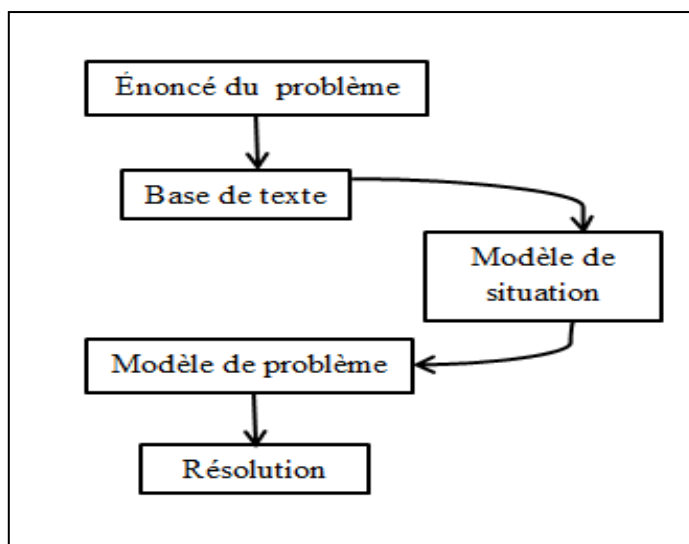 Énoncé du problème
Base de texte
Modèle de
situation
Modèle de problème
Résolution